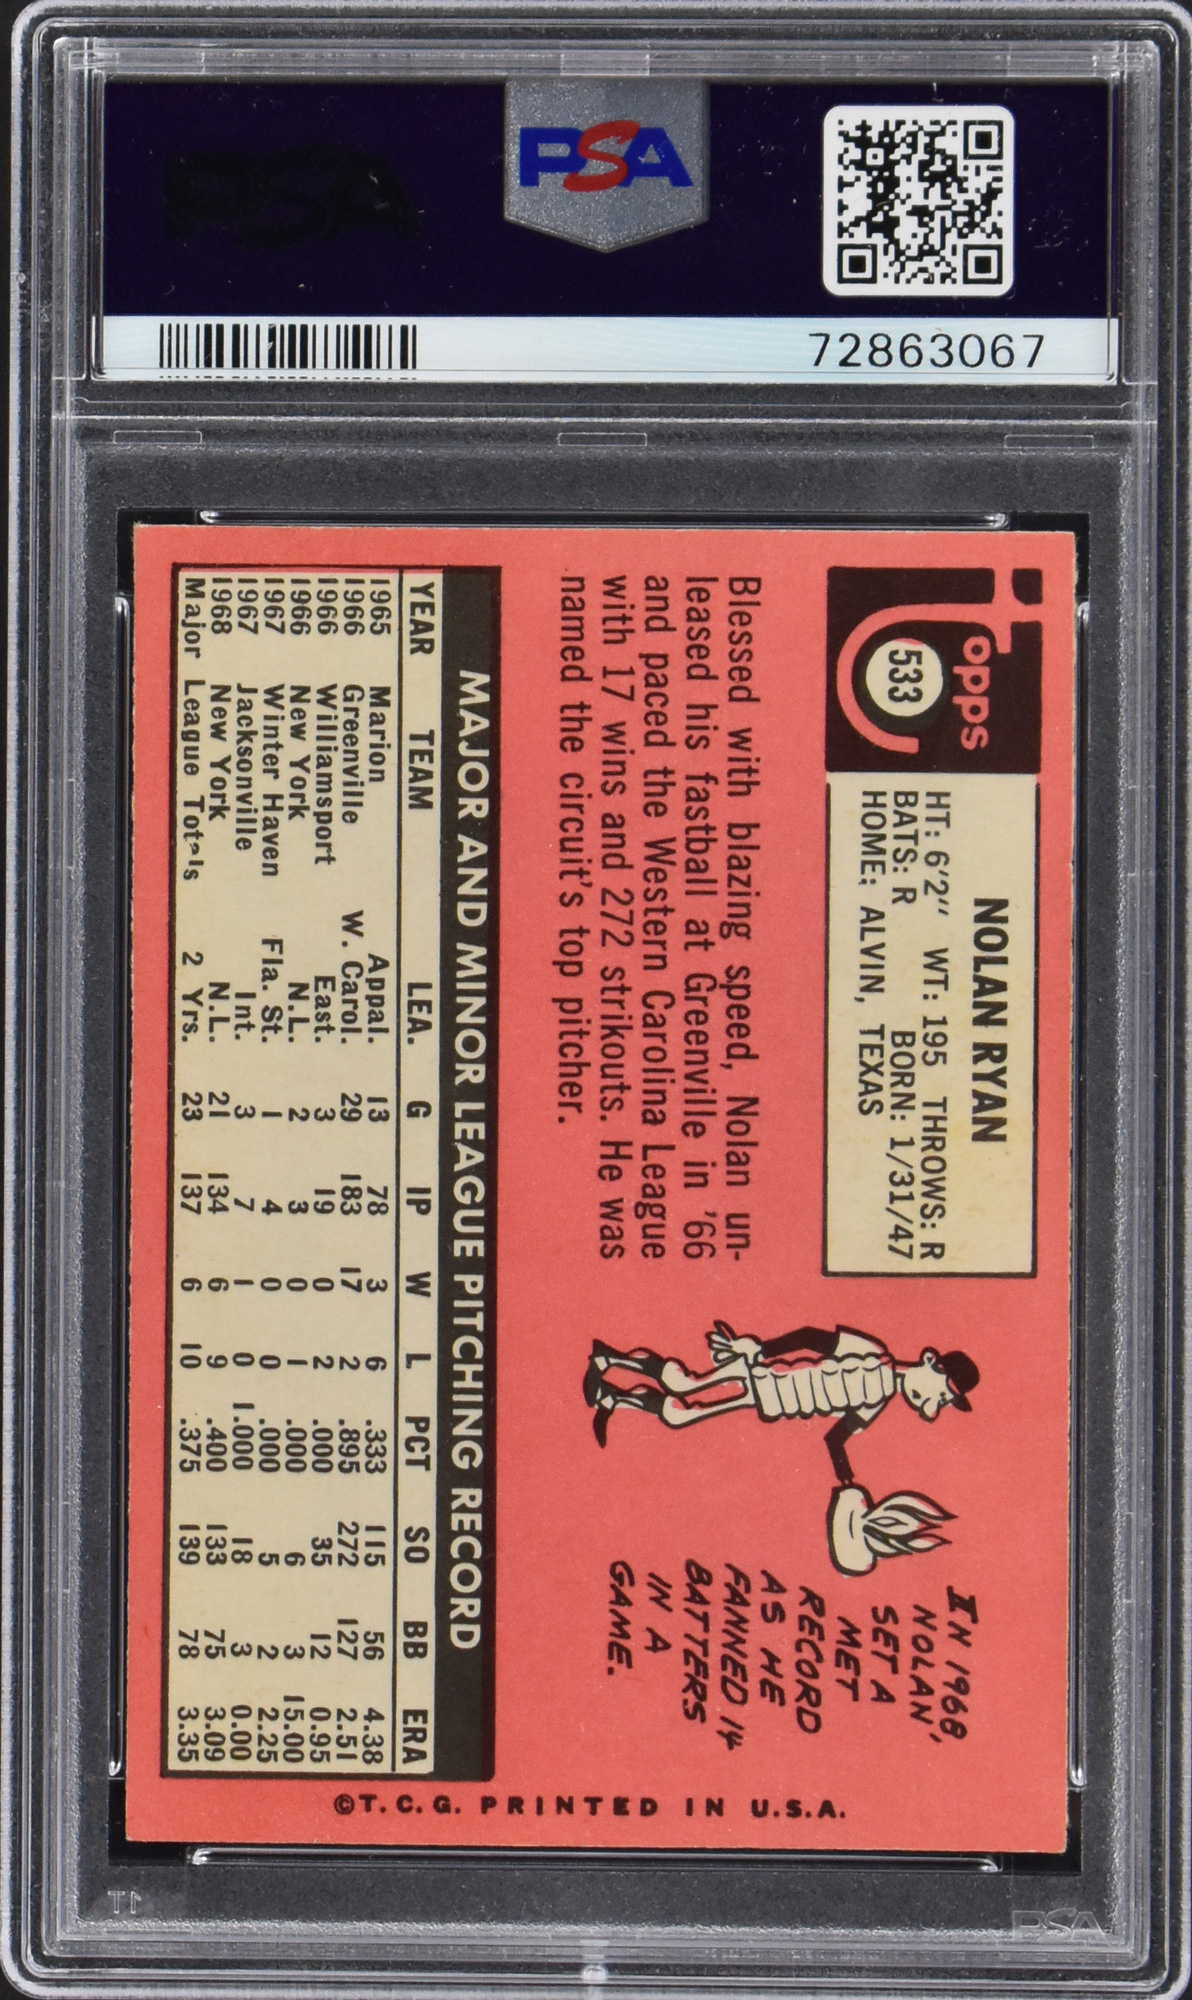 PSA
72863067
Topps
533
NOLAN RYAN
HT: 6'2" WT: 195 THROWS: R
BATS: R BORN: 1/31/47
HOME: ALVIN, TEXAS
Blessed with blazing speed, Nolan un-
leased his fastball at Greenville in '66
and paced the Western Carolina League
with 17 wins and 272 strikouts. He was
named the circuit's top pitcher.
IN 1968
NOLAN,
SET A
MET
RECORD
AS HE
FANNED 14
BATTERS
IN A
GAME.
MAJOR AND MINOR LEAGUE PITCHING RECORD
YEAR TEAM LEA. G IP W L PCT SO BB ERA
1965 Marion Appal. 13 78 3 6 .333 115 56 4.38
1966 Greenville W. Carol. 29 183 17 2 .895 272 127 2.51
1966 Williamsport East. 3 19 0 2 .000 35 12 0.95
1966 New York N.L. 2 3 0 1 .000 6 3 15.00
1967 Winter Haven Fla. St. 1 4 0 0 .000 5 2 2.25
1967 Jacksonville Int. 3 7 1 0 1.000 18 3 0.00
1968 New York N.L. 21 134 6 9 .400 133 75 3.09
Major League Totals 2 Yrs. 23 137 6 10 .375 139 78 3.35
©T.C.G. PRINTED IN U.S.A.
PSA